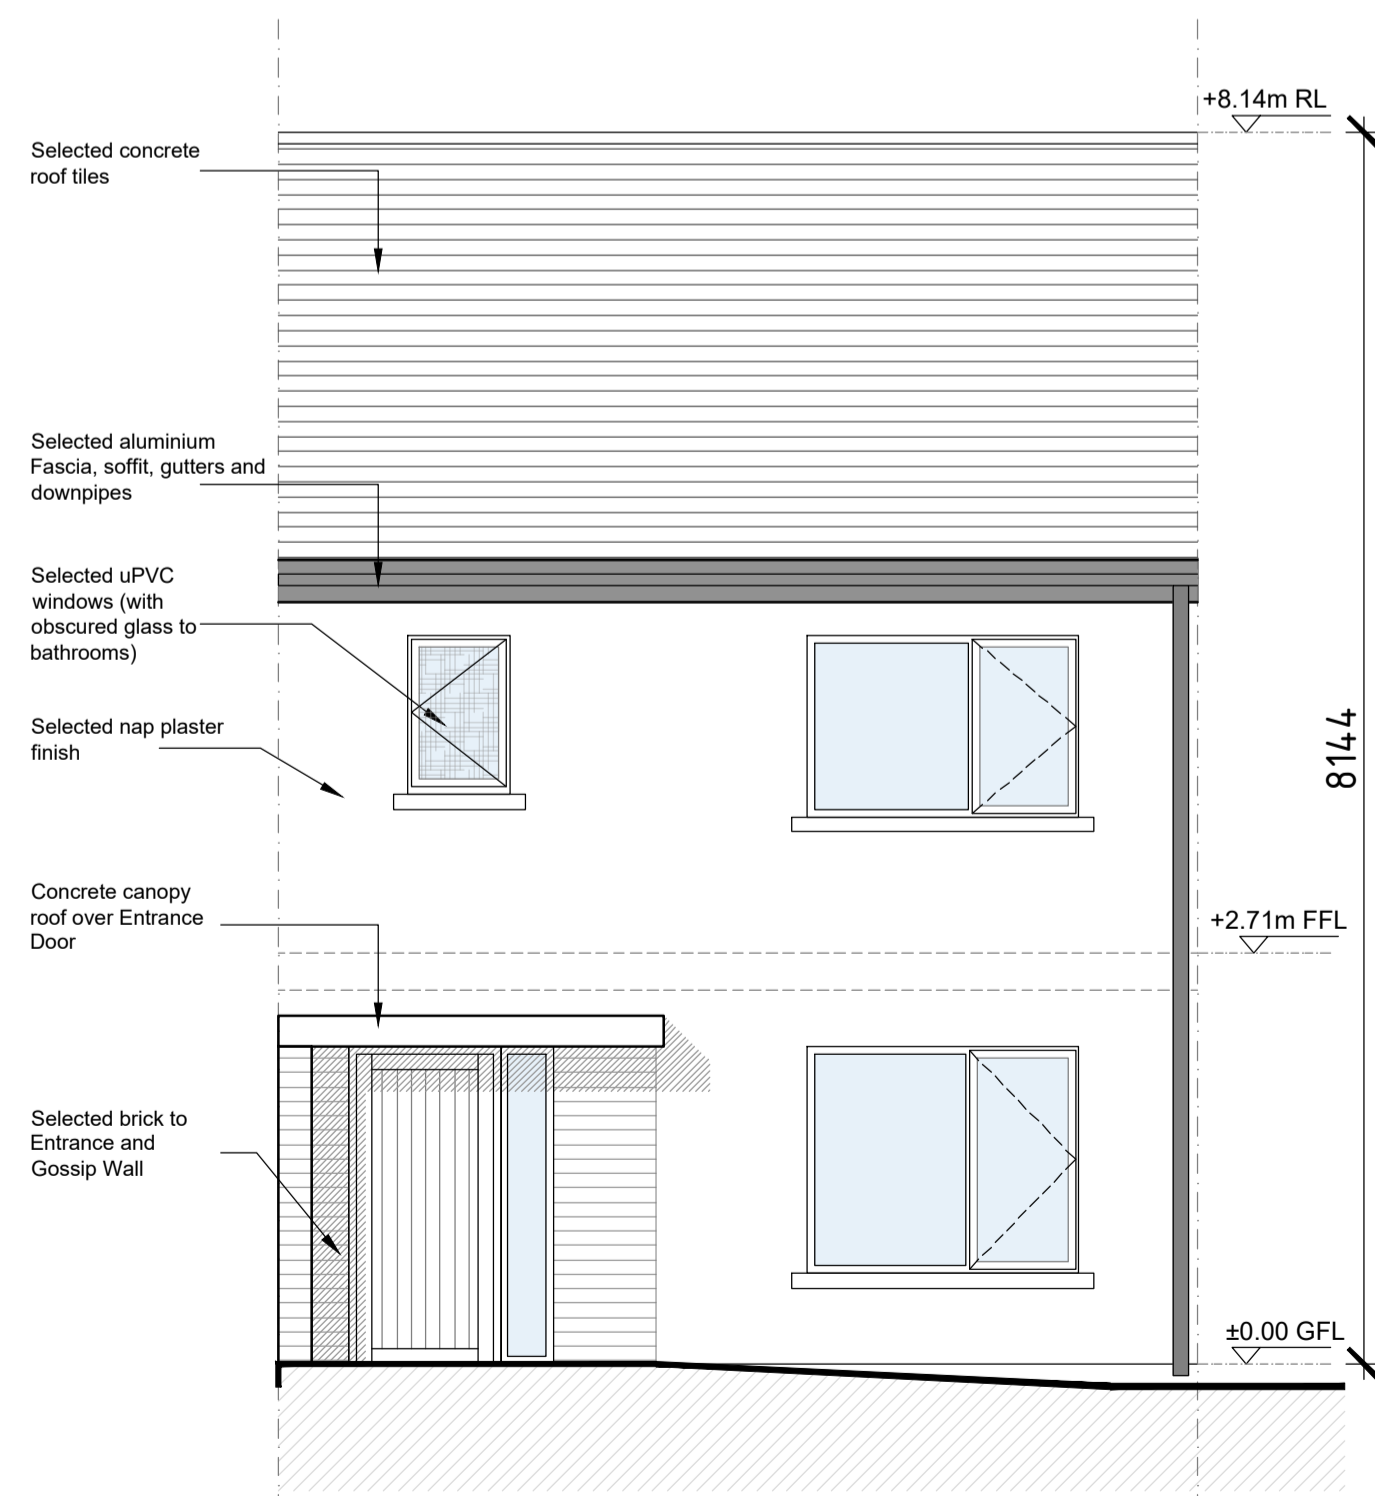 +8.14m RL
Selected concrete
roof tiles
Selected aluminium
Fascia, soffit, gutters and
downpipes
Selected uPVC
windows (with
obscured glass to
bathrooms)
Selected nap plaster
finish
8144
Concrete canopy
roof over Entrance
Door
+2.71m FFL
Selected brick to
Entrance and
Gossip Wall
±0.00 GFL